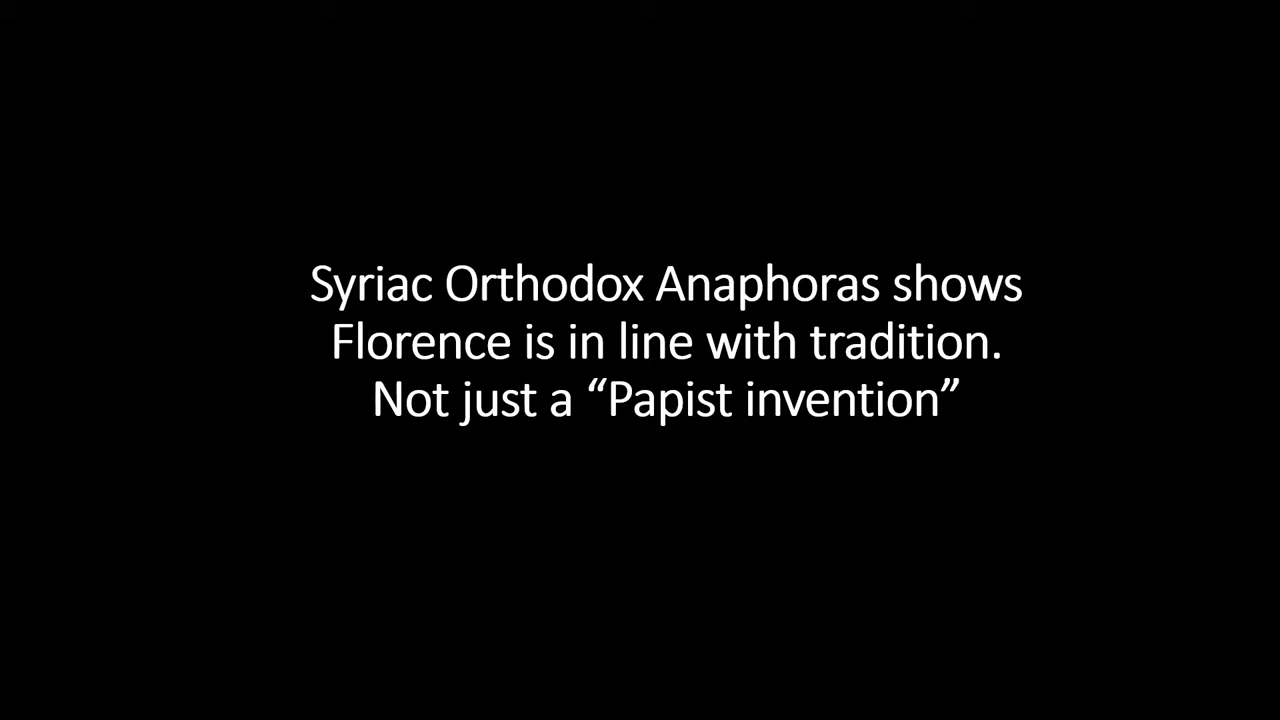 Syriac Orthodox Anaphoras shows
Florence is in line with tradition.
Not just a “Papist invention”